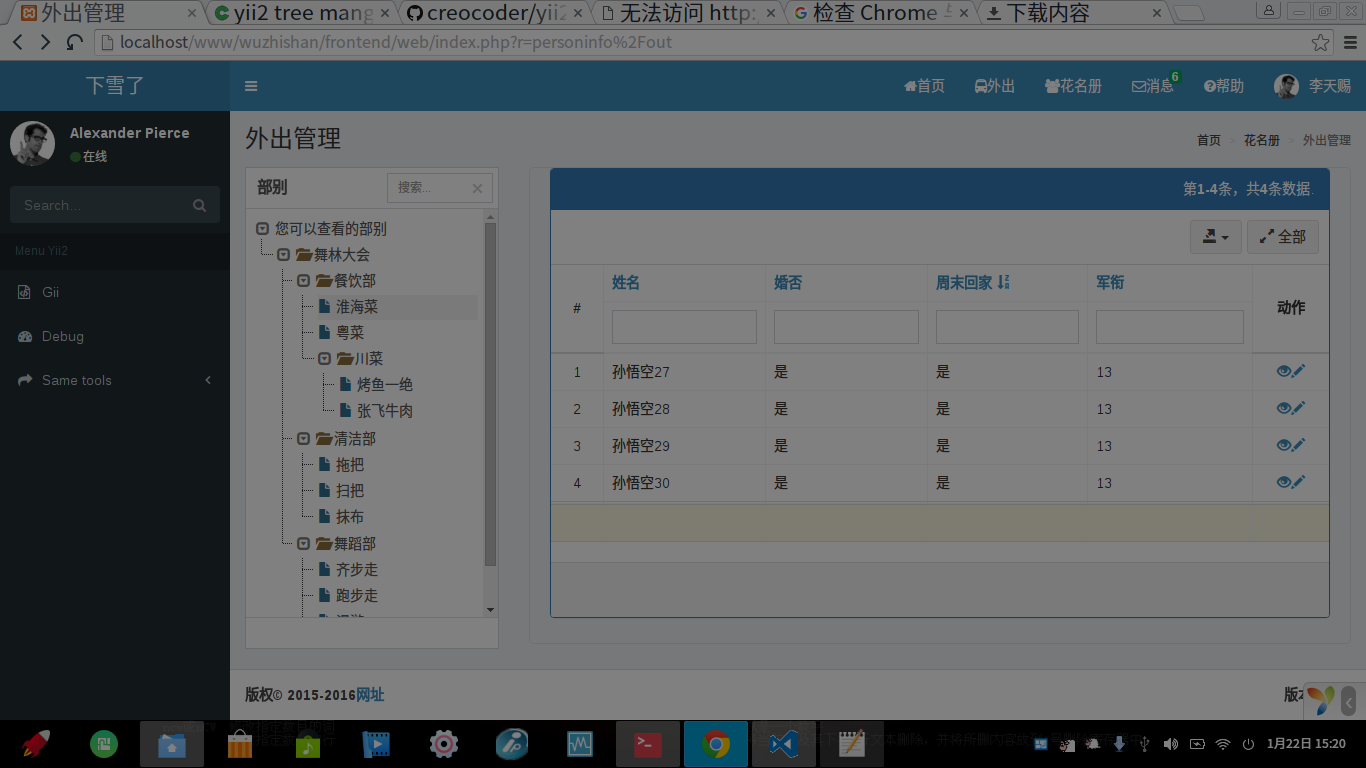 外出管理
yii2 tree mang
creocoder/yii2
无法访问 http:
检查 Chrome
下载内容
localhost/www/wuzhishan/frontend/web/index.php?r=personinfo%2Fout
下雪了
首页
外出
花名册
消息
6
帮助
李天赐
Alexander Pierce
在线
Search...
Menu Yii2
Gii
Debug
Same tools
外出管理
首页 > 花名册 > 外出管理
部别
搜索...
您可以查看的部别
舞林大会
餐饮部
淮海菜
粤菜
川菜
烤鱼一绝
张飞牛肉
清洁部
拖把
扫把
抹布
舞蹈部
齐步走
跑步走
第1-4条，共4条数据.
全部
# 姓名 婚否 周末回家 军衔 动作
1 孙悟空27 是 是 13
2 孙悟空28 是 是 13
3 孙悟空29 是 是 13
4 孙悟空30 是 是 13
版权© 2015-2016网址
版本
1月22日 15:20